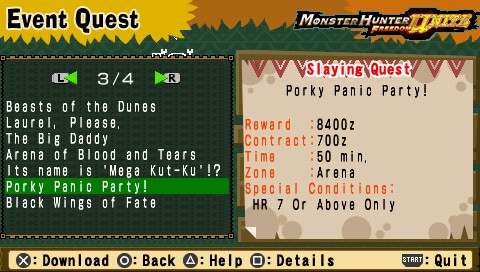 Event Quest
MONSTER HUNTER
FREEDOM UNITE
L 3/4 R
Beasts of the Dunes
Laurel, Please.
The Big Daddy
Arena of Blood and Tears
Its name is 'Mega Kut-Ku'!?
Porky Panic Party!
Black Wings of Fate
Slaying Quest
Porky Panic Party!
Reward :8400z
Contract:700z
Time :50 min.
Zone :Arena
Special Conditions:
HR 7 Or Above Only
X: Download O: Back △: Help □: Details START: Quit